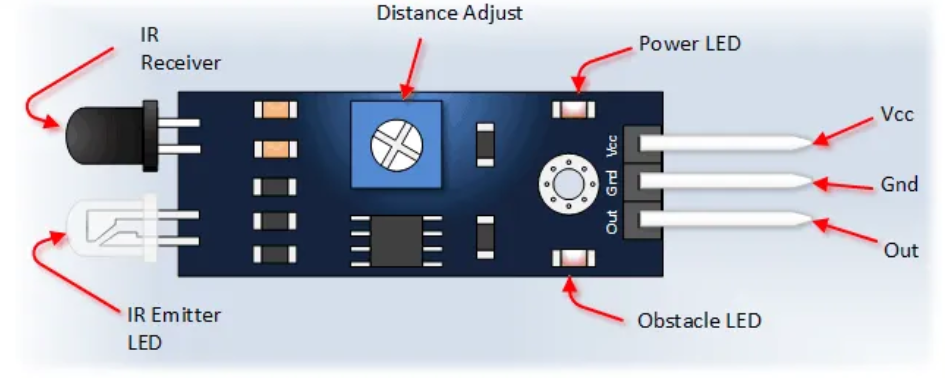 Distance Adjust
IR
Receiver
Power LED
Vcc
Vcc
Gnd
Gnd
Out
Out
IR Emitter
LED
Obstacle LED